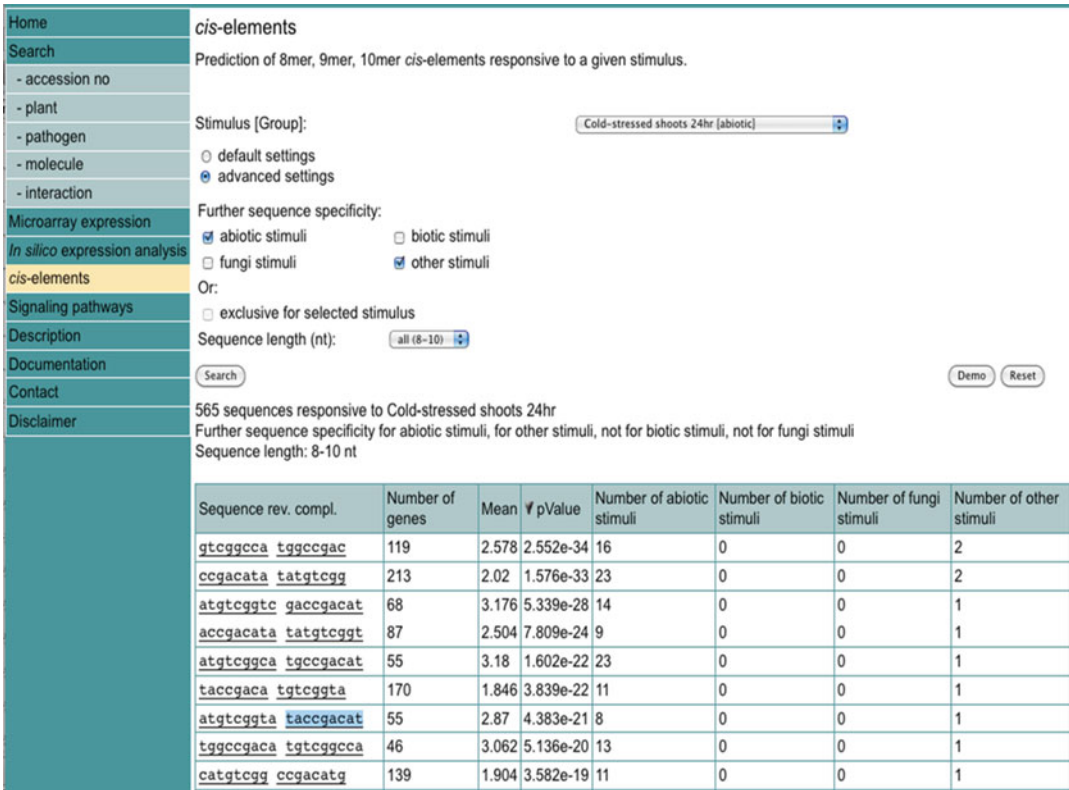 Home
Search
- accession no
- plant
- pathogen
- molecule
- interaction
Microarray expression
In silico expression analysis
cis-elements
Signaling pathways
Description
Documentation
Contact
Disclaimer
cis-elements
Prediction of 8mer, 9mer, 10mer cis-elements responsive to a given stimulus.
Stimulus [Group]: Cold-stressed shoots 24hr [abiotic]
default settings
advanced settings
Further sequence specificity:
abiotic stimuli biotic stimuli
fungi stimuli other stimuli
Or:
exclusive for selected stimulus
Sequence length (nt): all (8-10)
Search Demo Reset
565 sequences responsive to Cold-stressed shoots 24hr
Further sequence specificity for abiotic stimuli, for other stimuli, not for biotic stimuli, not for fungi stimuli
Sequence length: 8-10 nt
Sequence rev. compl. Number of genes Mean pValue Number of abiotic stimuli Number of biotic stimuli Number of fungi stimuli Number of other stimuli
gtcggcca tggccgac 119 2.578 2.552e-34 16 0 0 2
ccgacata tatgtcgg 213 2.02 1.576e-33 23 0 0 2
atgtcggtc gaccgacat 68 3.176 5.339e-28 14 0 0 1
accgacata tatgtcggt 87 2.504 7.809e-24 9 0 0 1
atgtcggca tgccgacat 55 3.18 1.602e-22 23 0 0 1
taccgaca tgtcggta 170 1.846 3.839e-22 11 0 0 1
atgtcggta taccgacat 55 2.87 4.383e-21 8 0 0 1
tggccgaca tgtcggcca 46 3.062 5.136e-20 13 0 0 1
catgtcgg ccgacatg 139 1.904 3.582e-19 11 0 0 1